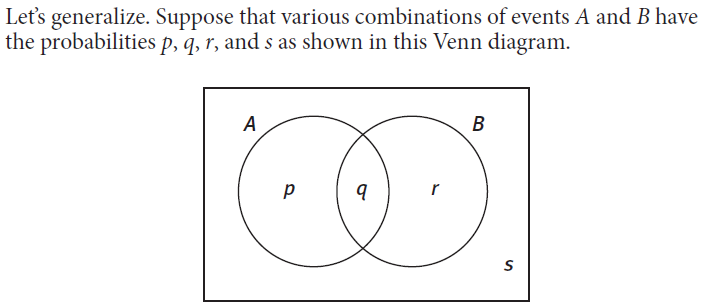 Let's generalize. Suppose that various combinations of events A and B have
the probabilities p, q, r, and s as shown in this Venn diagram.
A
B
p
q
r
s